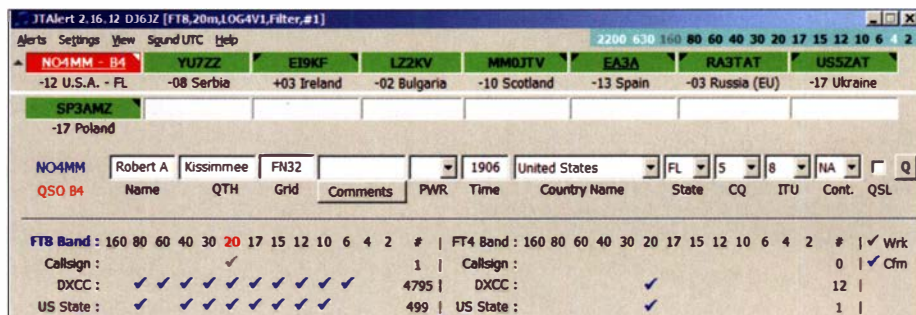 JTAlert 2.16.12 DJ6JZ [FT8,20m,LOG4V1,Filter,#1]
Alerts Settings View Sound UTC Help 2200 630 160 80 60 40 30 20 17 15 12 10 6 4 2
NO4MM - B4 YU7ZZ EI9KF LZ2KV MM0JTV EA3A RA3TAT US5ZAT
-12 U.S.A. - FL -08 Serbia +03 Ireland -02 Bulgaria -10 Scotland -13 Spain -03 Russia (EU) -17 Ukraine
SP3AMZ
-17 Poland
NO4MM Robert A Kissimmee FN32 1906 United States FL 5 8 NA Q
QSO B4 Name QTH Grid Comments PWR Time Country Name State CQ ITU Cont. QSL
FT8 Band : 160 80 60 40 30 20 17 15 12 10 6 4 2 # | FT4 Band : 160 80 60 40 30 20 17 15 12 10 6 4 2 # | ✓ Wrk
Callsign : ✓ 1 | Callsign : 0 | ✓ Cfm
DXCC : ✓ ✓ ✓ ✓ ✓ ✓ ✓ ✓ ✓ ✓ 4795 | DXCC : ✓ 12 |
US State : ✓ ✓ ✓ ✓ ✓ ✓ ✓ ✓ 499 | US State : ✓ 1 |